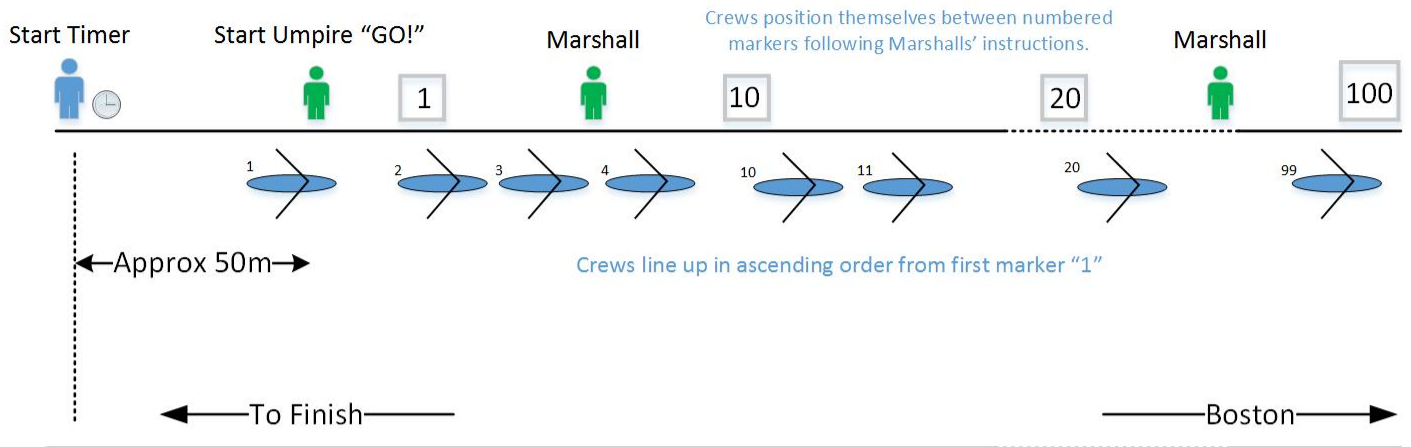 Crews position themselves between numbered
markers following Marshalls' instructions.
Start Timer
Start Umpire “GO!”
Marshall
Marshall
1
10
20
100
1
2
3
4
10
11
20
99
Approx 50m
Crews line up in ascending order from first marker “1”
To Finish
Boston